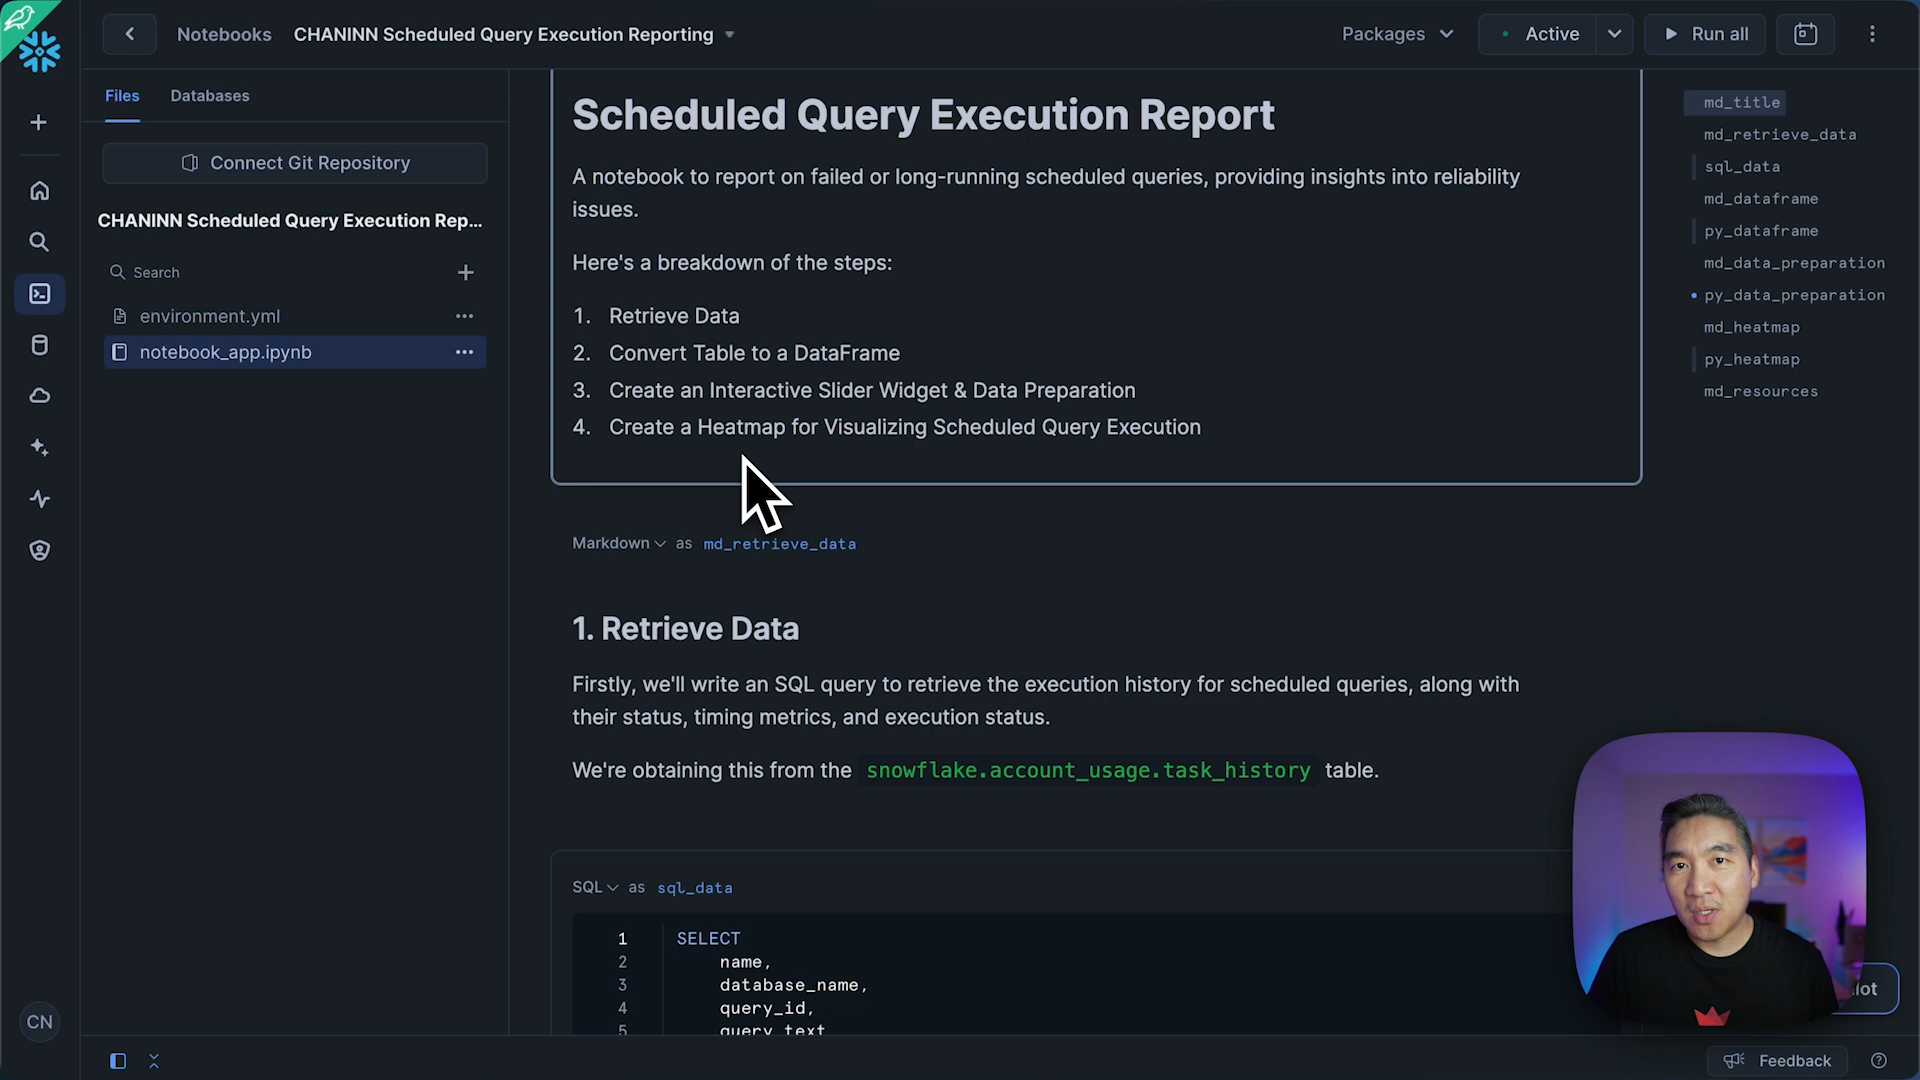 Notebooks
CHANINN Scheduled Query Execution Reporting
Packages
Active
Run all
Files
Databases
Connect Git Repository
CHANINN Scheduled Query Execution Rep...
Search
environment.yml
notebook_app.ipynb
Scheduled Query Execution Report
A notebook to report on failed or long-running scheduled queries, providing insights into reliability
issues.
Here's a breakdown of the steps:
1. Retrieve Data
2. Convert Table to a DataFrame
3. Create an Interactive Slider Widget & Data Preparation
4. Create a Heatmap for Visualizing Scheduled Query Execution
Markdown as md_retrieve_data
1. Retrieve Data
Firstly, we'll write an SQL query to retrieve the execution history for scheduled queries, along with
their status, timing metrics, and execution status.
We're obtaining this from the snowflake.account_usage.task_history table.
SQL as sql_data
1 SELECT
2 name,
3 database_name,
4 query_id,
5 query_text
md_title
md_retrieve_data
sql_data
md_dataframe
py_dataframe
md_data_preparation
py_data_preparation
md_heatmap
py_heatmap
md_resources
CN
Feedback